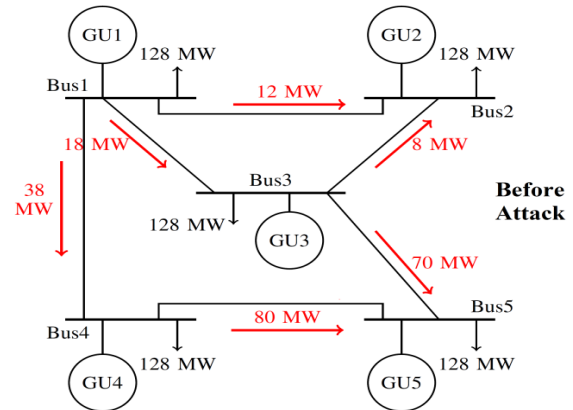 GU1
GU2
128 MW
128 MW
Bus1
12 MW
Bus2
18 MW
8 MW
Bus3
38
MW
Before
Attack
128 MW
GU3
70 MW
Bus5
80 MW
Bus4
128 MW
128 MW
GU4
GU5